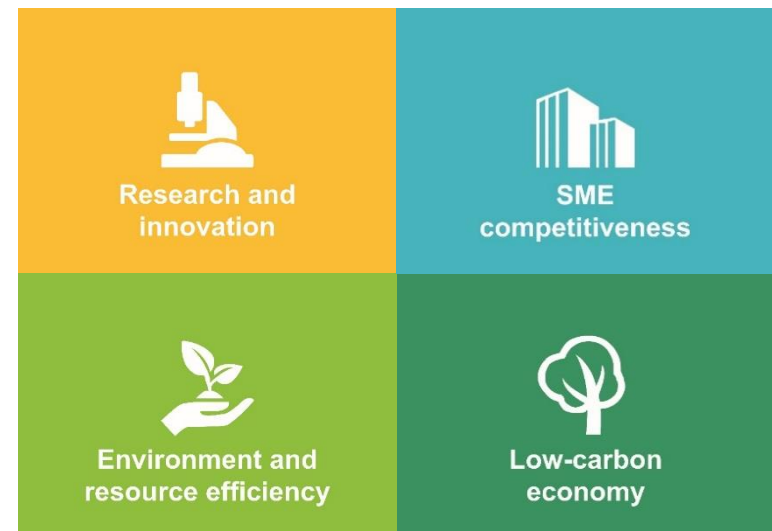 Research and
innovation
SME
competitiveness
Environment and
resource efficiency
Low-carbon
economy